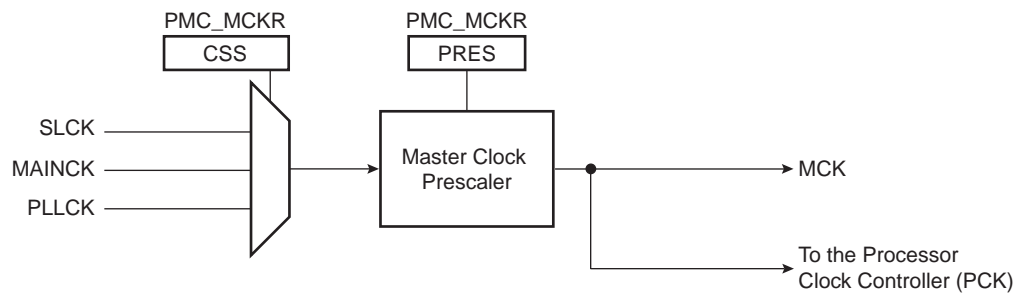 PMC_MCKR
PMC_MCKR
CSS
PRES
SLCK
MAINCK
PLLCK
Master Clock
Prescaler
MCK
To the Processor
Clock Controller (PCK)